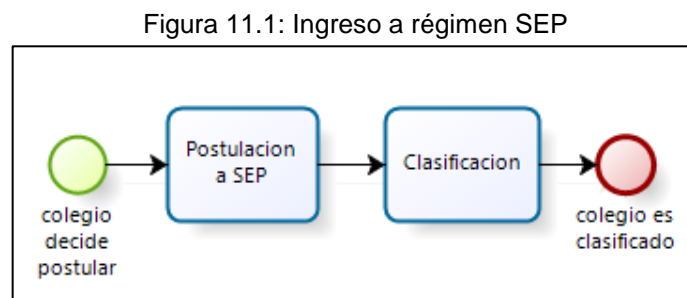 Figura 11.1: Ingreso a régimen SEP
Postulacion
a SEP
Clasificacion
colegio
decide
postular
colegio es
clasificado